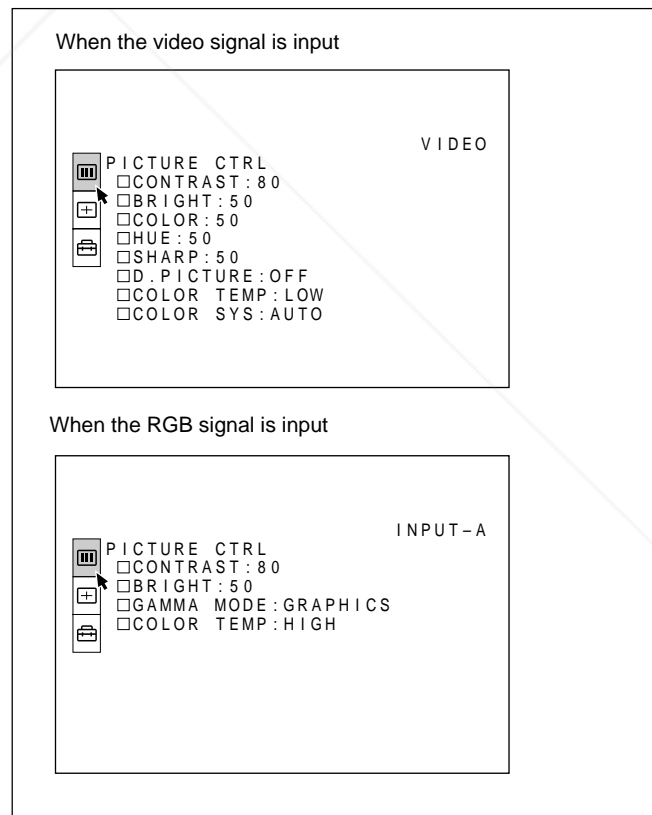 When the video signal is input
VIDEO
PICTURE CTRL
□CONTRAST:80
□BRIGHT:50
□COLOR:50
□HUE:50
□SHARP:50
□D.PICTURE:OFF
□COLOR TEMP:LOW
□COLOR SYS:AUTO
When the RGB signal is input
INPUT–A
PICTURE CTRL
□CONTRAST:80
□BRIGHT:50
□GAMMA MODE:GRAPHICS
□COLOR TEMP:HIGH